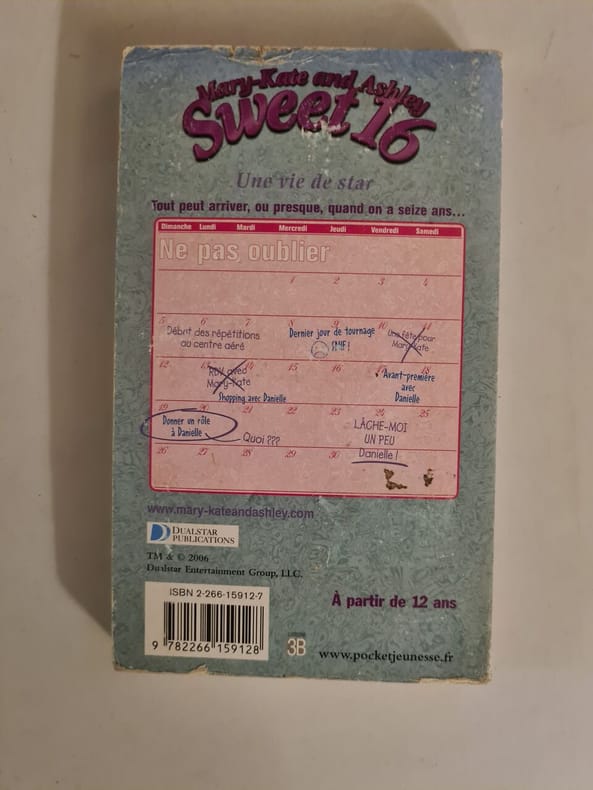 Mary-Kate and Ashley
Sweet 16
Une vie de star
Tout peut arriver, ou presque, quand on a seize ans...
Dimanche Lundi Mardi Mercredi Jeudi Vendredi Samedi
Ne pas oublier
1 2 3 4
5 6 7 8 9 10 11
Début des répétitions
au centre aéré
Dernier jour de tournage
SNIF !
Une fête pour
Mary-Kate
12 13 14 15 16 17 18
RDV avec
Mary-Kate
Shopping avec Danielle
Avant-première
avec
Danielle
19 20 21 22 23 24 25
Donner un rôle
à Danielle
Quoi ???
LÂCHE-MOI
UN PEU
Danielle !
26 27 28 29 30
www.mary-kateandashley.com
DUALSTAR
PUBLICATIONS
TM & © 2006
Dualstar Entertainment Group, LLC.
ISBN 2-266-15912-7
9 782266 159128
3B
À partir de 12 ans
www.pocketjeunesse.fr